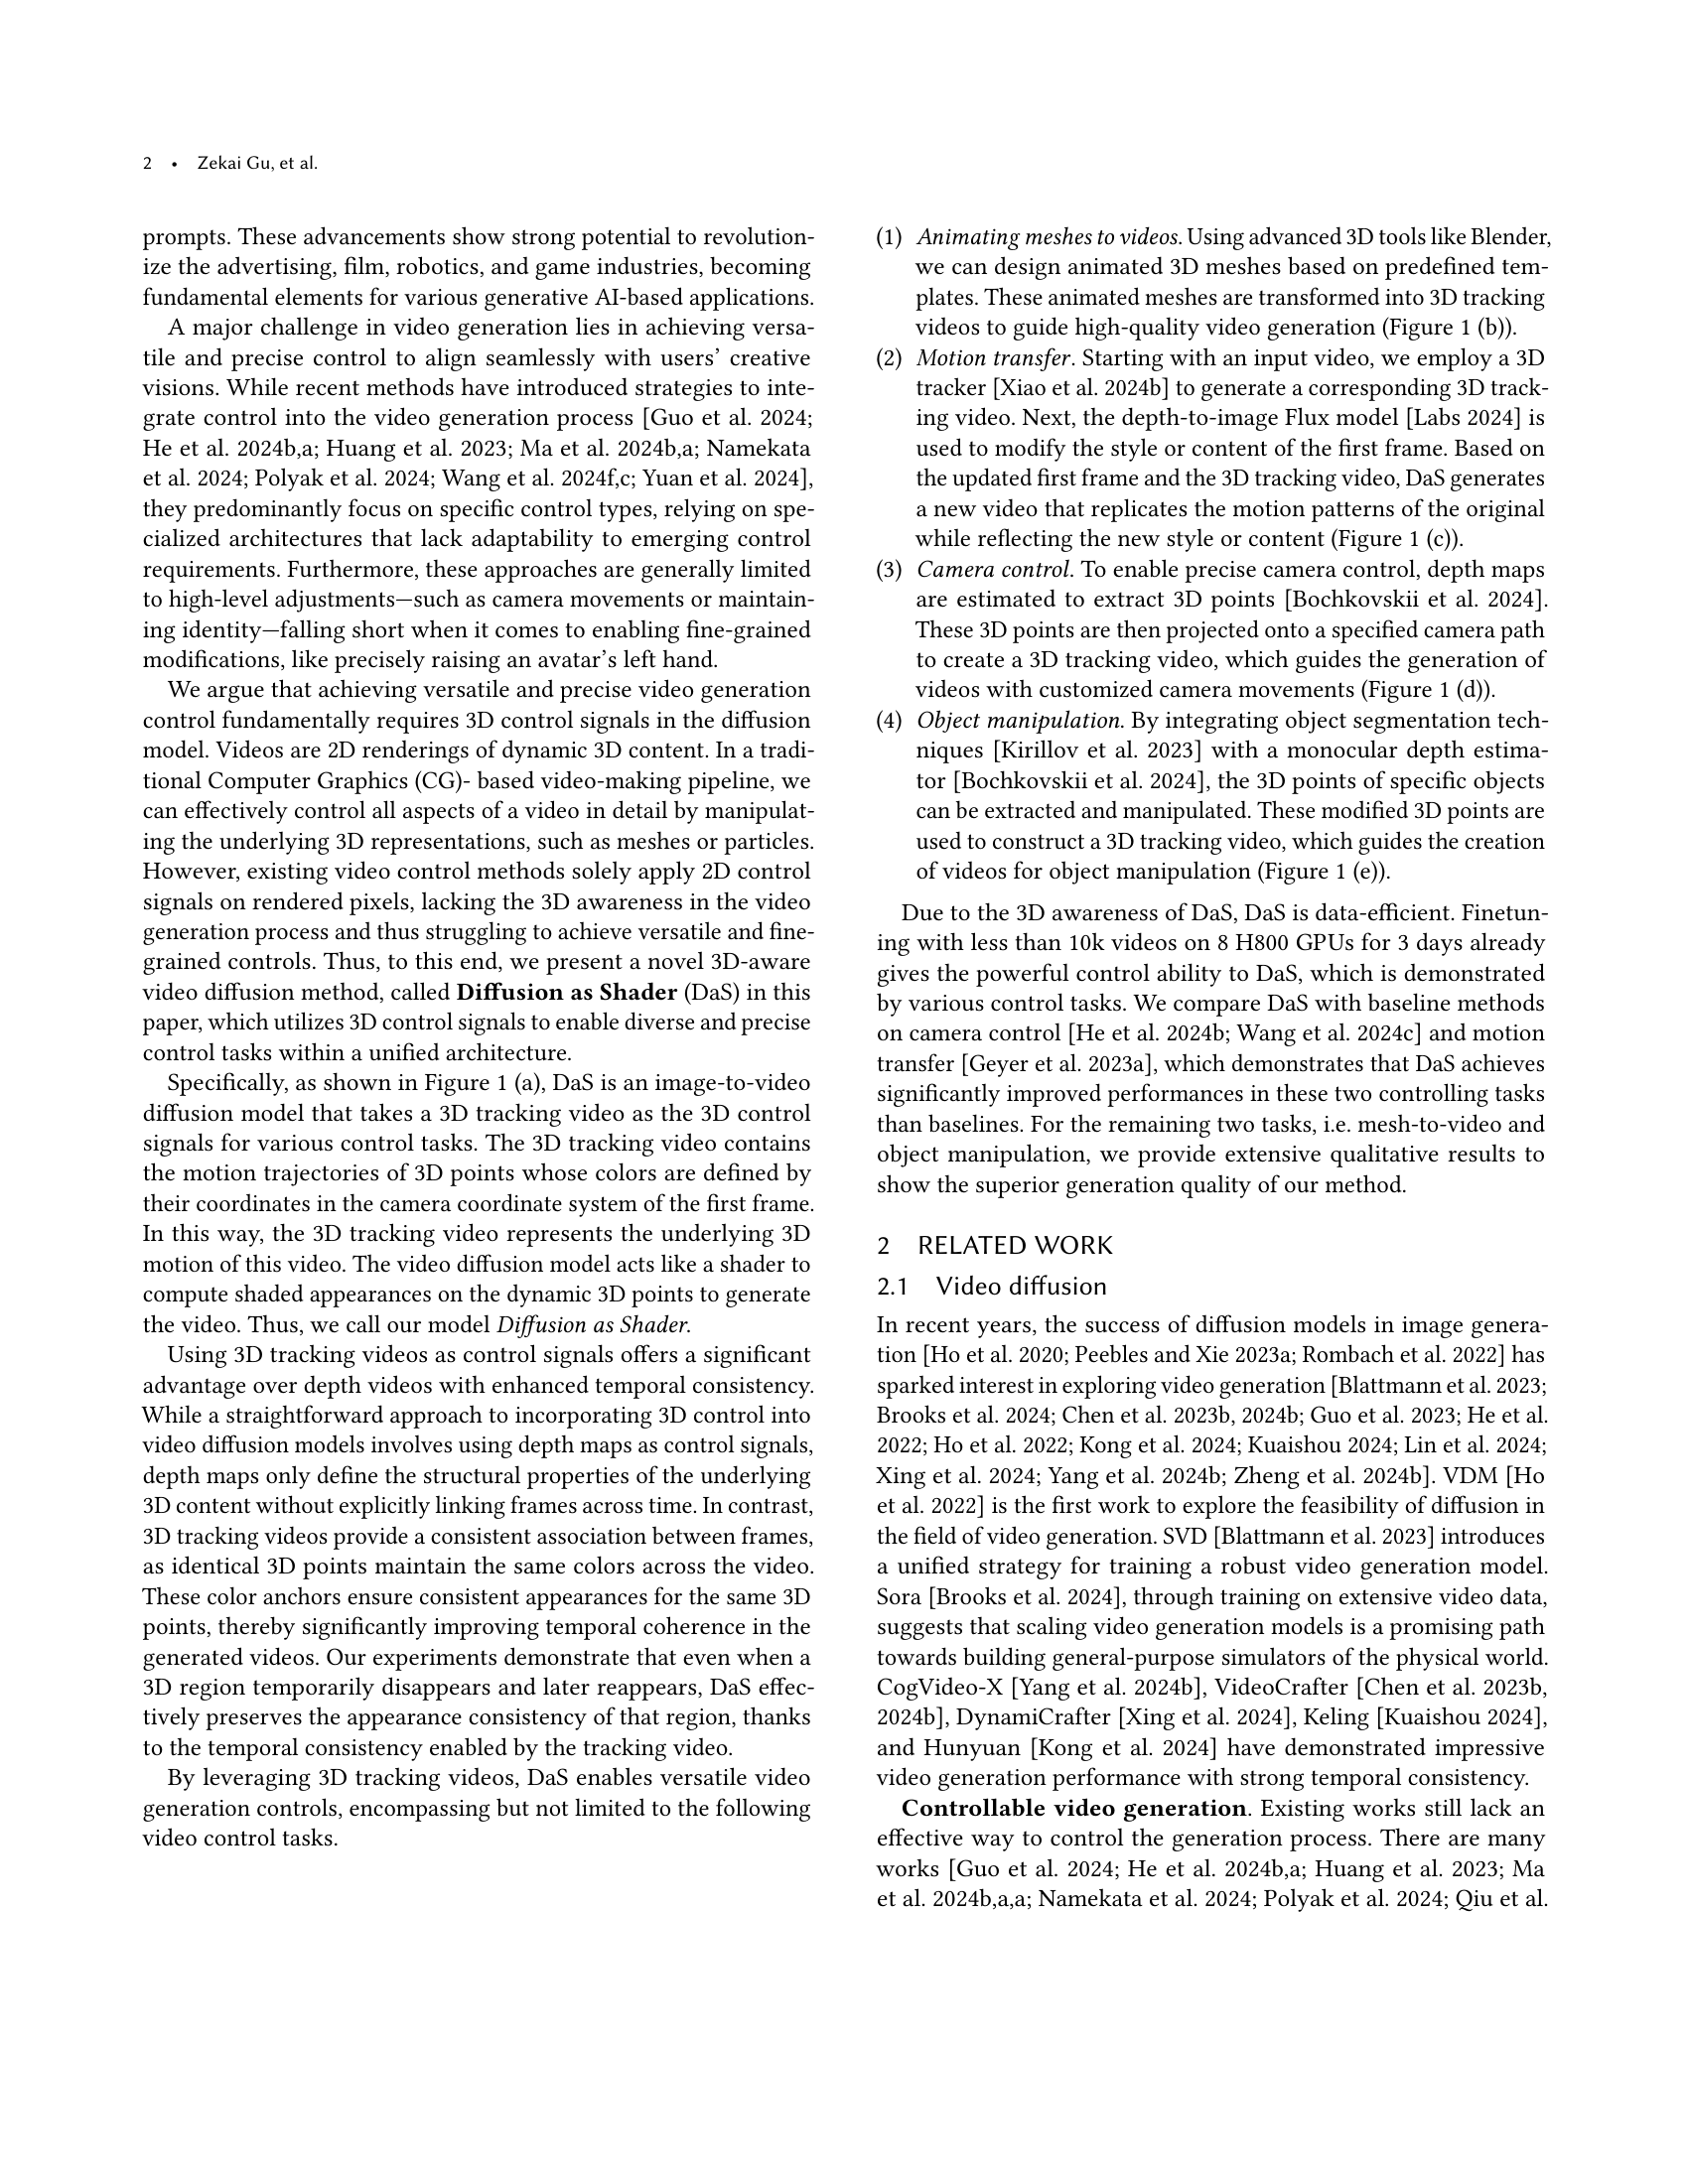 2 • Zekai Gu, et al.
prompts. These advancements show strong potential to revolution-
ize the advertising, film, robotics, and game industries, becoming
fundamental elements for various generative AI-based applications.
A major challenge in video generation lies in achieving versa-
tile and precise control to align seamlessly with users' creative
visions. While recent methods have introduced strategies to inte-
grate control into the video generation process [Guo et al. 2024;
He et al. 2024b,a; Huang et al. 2023; Ma et al. 2024b,a; Namekata
et al. 2024; Polyak et al. 2024; Wang et al. 2024f,c; Yuan et al. 2024],
they predominantly focus on specific control types, relying on spe-
cialized architectures that lack adaptability to emerging control
requirements. Furthermore, these approaches are generally limited
to high-level adjustments—such as camera movements or maintain-
ing identity—falling short when it comes to enabling fine-grained
modifications, like precisely raising an avatar's left hand.
We argue that achieving versatile and precise video generation
control fundamentally requires 3D control signals in the diffusion
model. Videos are 2D renderings of dynamic 3D content. In a tradi-
tional Computer Graphics (CG)- based video-making pipeline, we
can effectively control all aspects of a video in detail by manipulat-
ing the underlying 3D representations, such as meshes or particles.
However, existing video control methods solely apply 2D control
signals on rendered pixels, lacking the 3D awareness in the video
generation process and thus struggling to achieve versatile and fine-
grained controls. Thus, to this end, we present a novel 3D-aware
video diffusion method, called Diffusion as Shader (DaS) in this
paper, which utilizes 3D control signals to enable diverse and precise
control tasks within a unified architecture.
Specifically, as shown in Figure 1 (a), DaS is an image-to-video
diffusion model that takes a 3D tracking video as the 3D control
signals for various control tasks. The 3D tracking video contains
the motion trajectories of 3D points whose colors are defined by
their coordinates in the camera coordinate system of the first frame.
In this way, the 3D tracking video represents the underlying 3D
motion of this video. The video diffusion model acts like a shader to
compute shaded appearances on the dynamic 3D points to generate
the video. Thus, we call our model Diffusion as Shader.
Using 3D tracking videos as control signals offers a significant
advantage over depth videos with enhanced temporal consistency.
While a straightforward approach to incorporating 3D control into
video diffusion models involves using depth maps as control signals,
depth maps only define the structural properties of the underlying
3D content without explicitly linking frames across time. In contrast,
3D tracking videos provide a consistent association between frames,
as identical 3D points maintain the same colors across the video.
These color anchors ensure consistent appearances for the same 3D
points, thereby significantly improving temporal coherence in the
generated videos. Our experiments demonstrate that even when a
3D region temporarily disappears and later reappears, DaS effec-
tively preserves the appearance consistency of that region, thanks
to the temporal consistency enabled by the tracking video.
By leveraging 3D tracking videos, DaS enables versatile video
generation controls, encompassing but not limited to the following
video control tasks.
(1) Animating meshes to videos. Using advanced 3D tools like Blender,
we can design animated 3D meshes based on predefined tem-
plates. These animated meshes are transformed into 3D tracking
videos to guide high-quality video generation (Figure 1 (b)).
(2) Motion transfer. Starting with an input video, we employ a 3D
tracker [Xiao et al. 2024b] to generate a corresponding 3D track-
ing video. Next, the depth-to-image Flux model [Labs 2024] is
used to modify the style or content of the first frame. Based on
the updated first frame and the 3D tracking video, DaS generates
a new video that replicates the motion patterns of the original
while reflecting the new style or content (Figure 1 (c)).
(3) Camera control. To enable precise camera control, depth maps
are estimated to extract 3D points [Bochkovskii et al. 2024].
These 3D points are then projected onto a specified camera path
to create a 3D tracking video, which guides the generation of
videos with customized camera movements (Figure 1 (d)).
(4) Object manipulation. By integrating object segmentation tech-
niques [Kirillov et al. 2023] with a monocular depth estima-
tor [Bochkovskii et al. 2024], the 3D points of specific objects
can be extracted and manipulated. These modified 3D points are
used to construct a 3D tracking video, which guides the creation
of videos for object manipulation (Figure 1 (e)).
Due to the 3D awareness of DaS, DaS is data-efficient. Finetun-
ing with less than 10k videos on 8 H800 GPUs for 3 days already
gives the powerful control ability to DaS, which is demonstrated
by various control tasks. We compare DaS with baseline methods
on camera control [He et al. 2024b; Wang et al. 2024c] and motion
transfer [Geyer et al. 2023a], which demonstrates that DaS achieves
significantly improved performances in these two controlling tasks
than baselines. For the remaining two tasks, i.e. mesh-to-video and
object manipulation, we provide extensive qualitative results to
show the superior generation quality of our method.
2 RELATED WORK
2.1 Video diffusion
In recent years, the success of diffusion models in image genera-
tion [Ho et al. 2020; Peebles and Xie 2023a; Rombach et al. 2022] has
sparked interest in exploring video generation [Blattmann et al. 2023;
Brooks et al. 2024; Chen et al. 2023b, 2024b; Guo et al. 2023; He et al.
2022; Ho et al. 2022; Kong et al. 2024; Kuaishou 2024; Lin et al. 2024;
Xing et al. 2024; Yang et al. 2024b; Zheng et al. 2024b]. VDM [Ho
et al. 2022] is the first work to explore the feasibility of diffusion in
the field of video generation. SVD [Blattmann et al. 2023] introduces
a unified strategy for training a robust video generation model.
Sora [Brooks et al. 2024], through training on extensive video data,
suggests that scaling video generation models is a promising path
towards building general-purpose simulators of the physical world.
CogVideo-X [Yang et al. 2024b], VideoCrafter [Chen et al. 2023b,
2024b], DynamiCrafter [Xing et al. 2024], Keling [Kuaishou 2024],
and Hunyuan [Kong et al. 2024] have demonstrated impressive
video generation performance with strong temporal consistency.
Controllable video generation. Existing works still lack an
effective way to control the generation process. There are many
works [Guo et al. 2024; He et al. 2024b,a; Huang et al. 2023; Ma
et al. 2024b,a,a; Namekata et al. 2024; Polyak et al. 2024; Qiu et al.